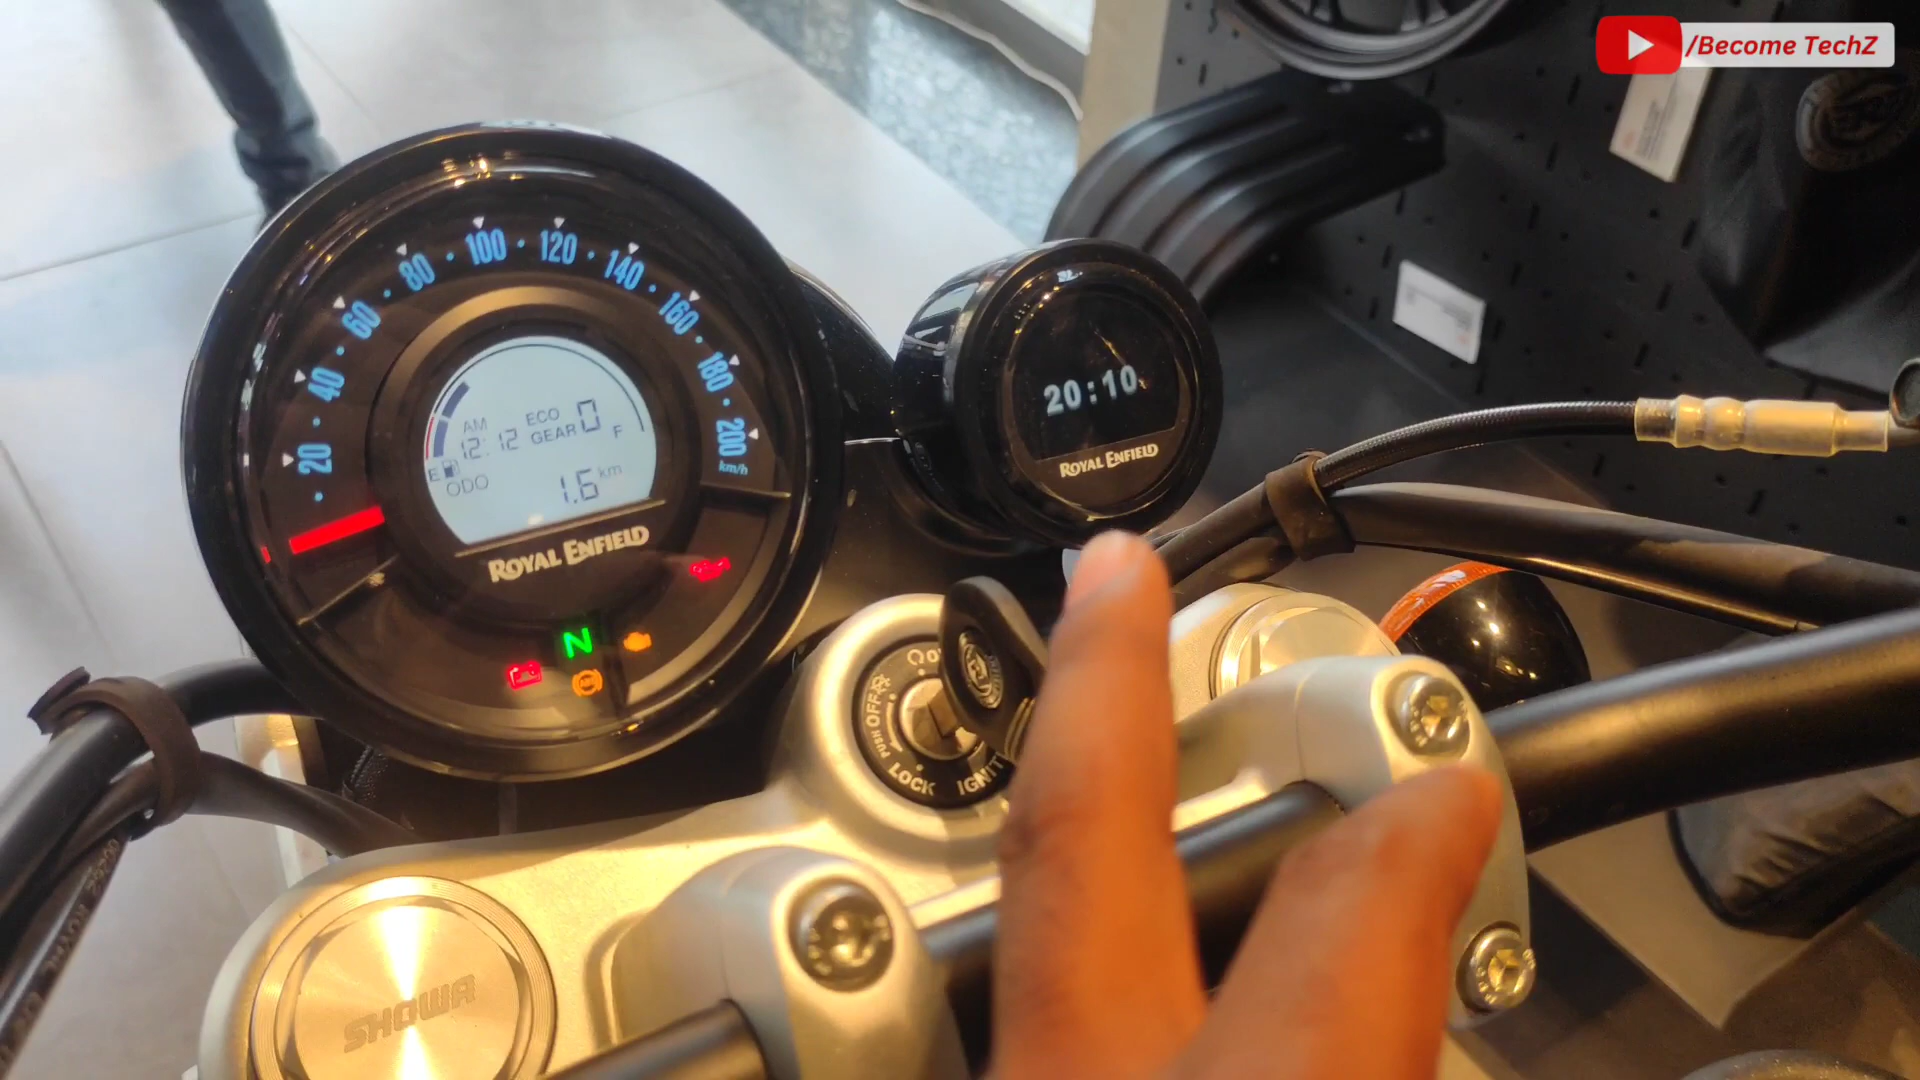 /Become TechZ
20 40 60 80 100 120 140 160 180 200
km/h
AM
12:12
ECO
GEAR 0
E
F
ODO
1.6 km
ROYAL ENFIELD
N
20:10
ROYAL ENFIELD
PUSH OFF
LOCK
SHOWA